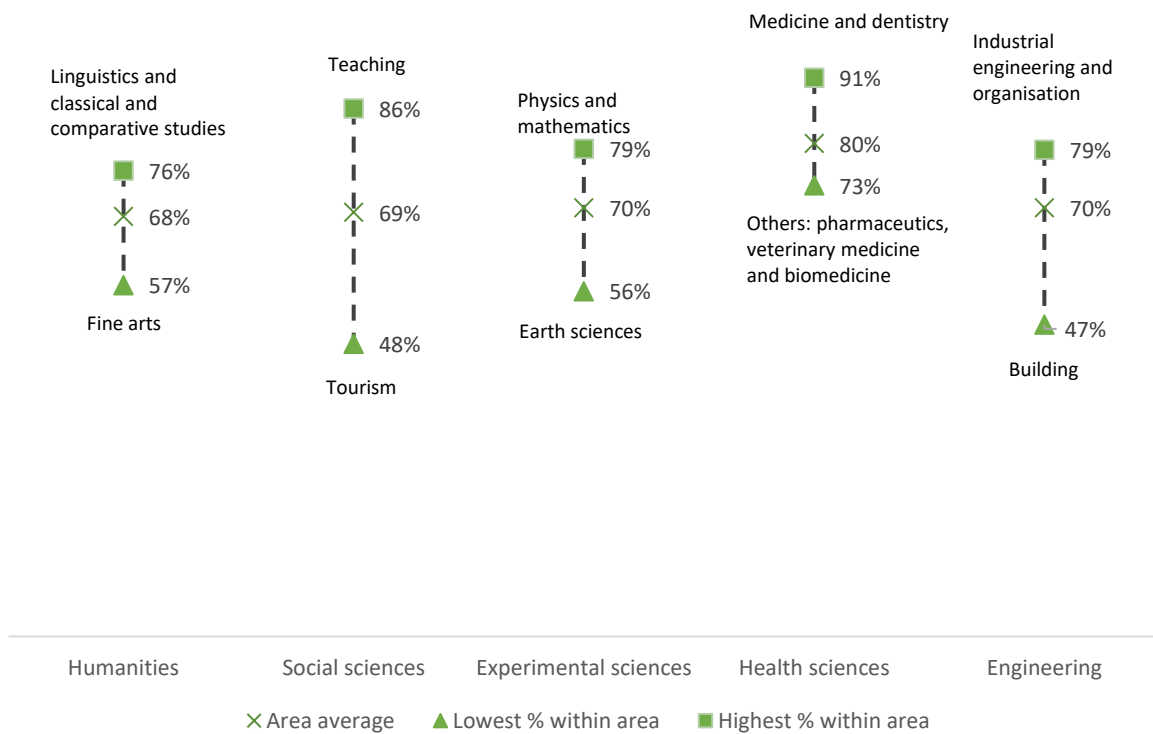 Linguistics and
classical and
comparative studies
76%
68%
57%
Fine arts
Teaching
86%
69%
48%
Tourism
Physics and
mathematics
79%
70%
56%
Earth sciences
Medicine and dentistry
91%
80%
73%
Others: pharmaceutics,
veterinary medicine
and biomedicine
Industrial
engineering and
organisation
79%
70%
47%
Building
Humanities
Social sciences
Experimental sciences
Health sciences
Engineering
Area average
Lowest % within area
Highest % within area